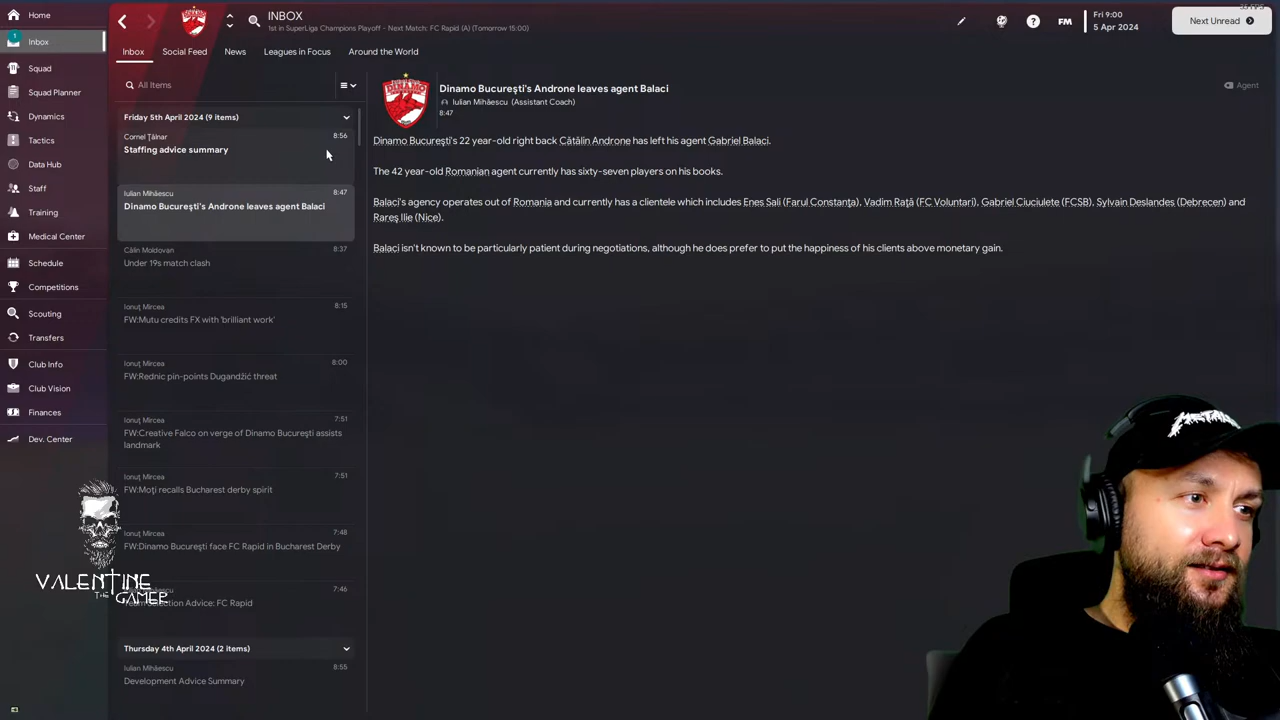 Home
1
Inbox
Squad
Squad Planner
Dynamics
Tactics
Data Hub
Staff
Training
Medical Center
Schedule
Competitions
Scouting
Transfers
Club Info
Club Vision
Finances
Dev. Center
INBOX
1st in SuperLiga Champions Playoff - Next Match: FC Rapid (A) (Tomorrow 15:00)
35 FPS
FM
Fri 9:00
5 Apr 2024
Next Unread
Inbox
Social Feed
News
Leagues in Focus
Around the World
All Items
Friday 5th April 2024 (9 items)
Cornel Țălnar
8:56
Staffing advice summary
Iulian Mihăescu
8:47
Dinamo București's Androne leaves agent Balaci
Călin Moldovan
8:37
Under 19s match clash
Ionuț Mircea
8:15
FW:Mutu credits FX with 'brilliant work'
Ionuț Mircea
8:00
FW:Rednic pin-points Dugandžić threat
Ionuț Mircea
7:51
FW:Creative Falco on verge of Dinamo București assists
landmark
Ionuț Mircea
7:51
FW:Moți recalls Bucharest derby spirit
Ionuț Mircea
7:48
FW:Dinamo București face FC Rapid in Bucharest Derby
7:46
Selection Advice: FC Rapid
Thursday 4th April 2024 (2 items)
Iulian Mihăescu
8:55
Development Advice Summary
Dinamo București's Androne leaves agent Balaci
Iulian Mihăescu (Assistant Coach)
8:47
Agent
Dinamo București's 22 year-old right back Cătălin Androne has left his agent Gabriel Balaci.
The 42 year-old Romanian agent currently has sixty-seven players on his books.
Balaci's agency operates out of Romania and currently has a clientele which includes Enes Sali (Farul Constanța), Vadim Rață (FC Voluntari), Gabriel Ciuciulete (FCSB), Sylvain Deslandes (Debrecen) and
Rareș Ilie (Nice).
Balaci isn't known to be particularly patient during negotiations, although he does prefer to put the happiness of his clients above monetary gain.
VALENTINE
THE GAMER